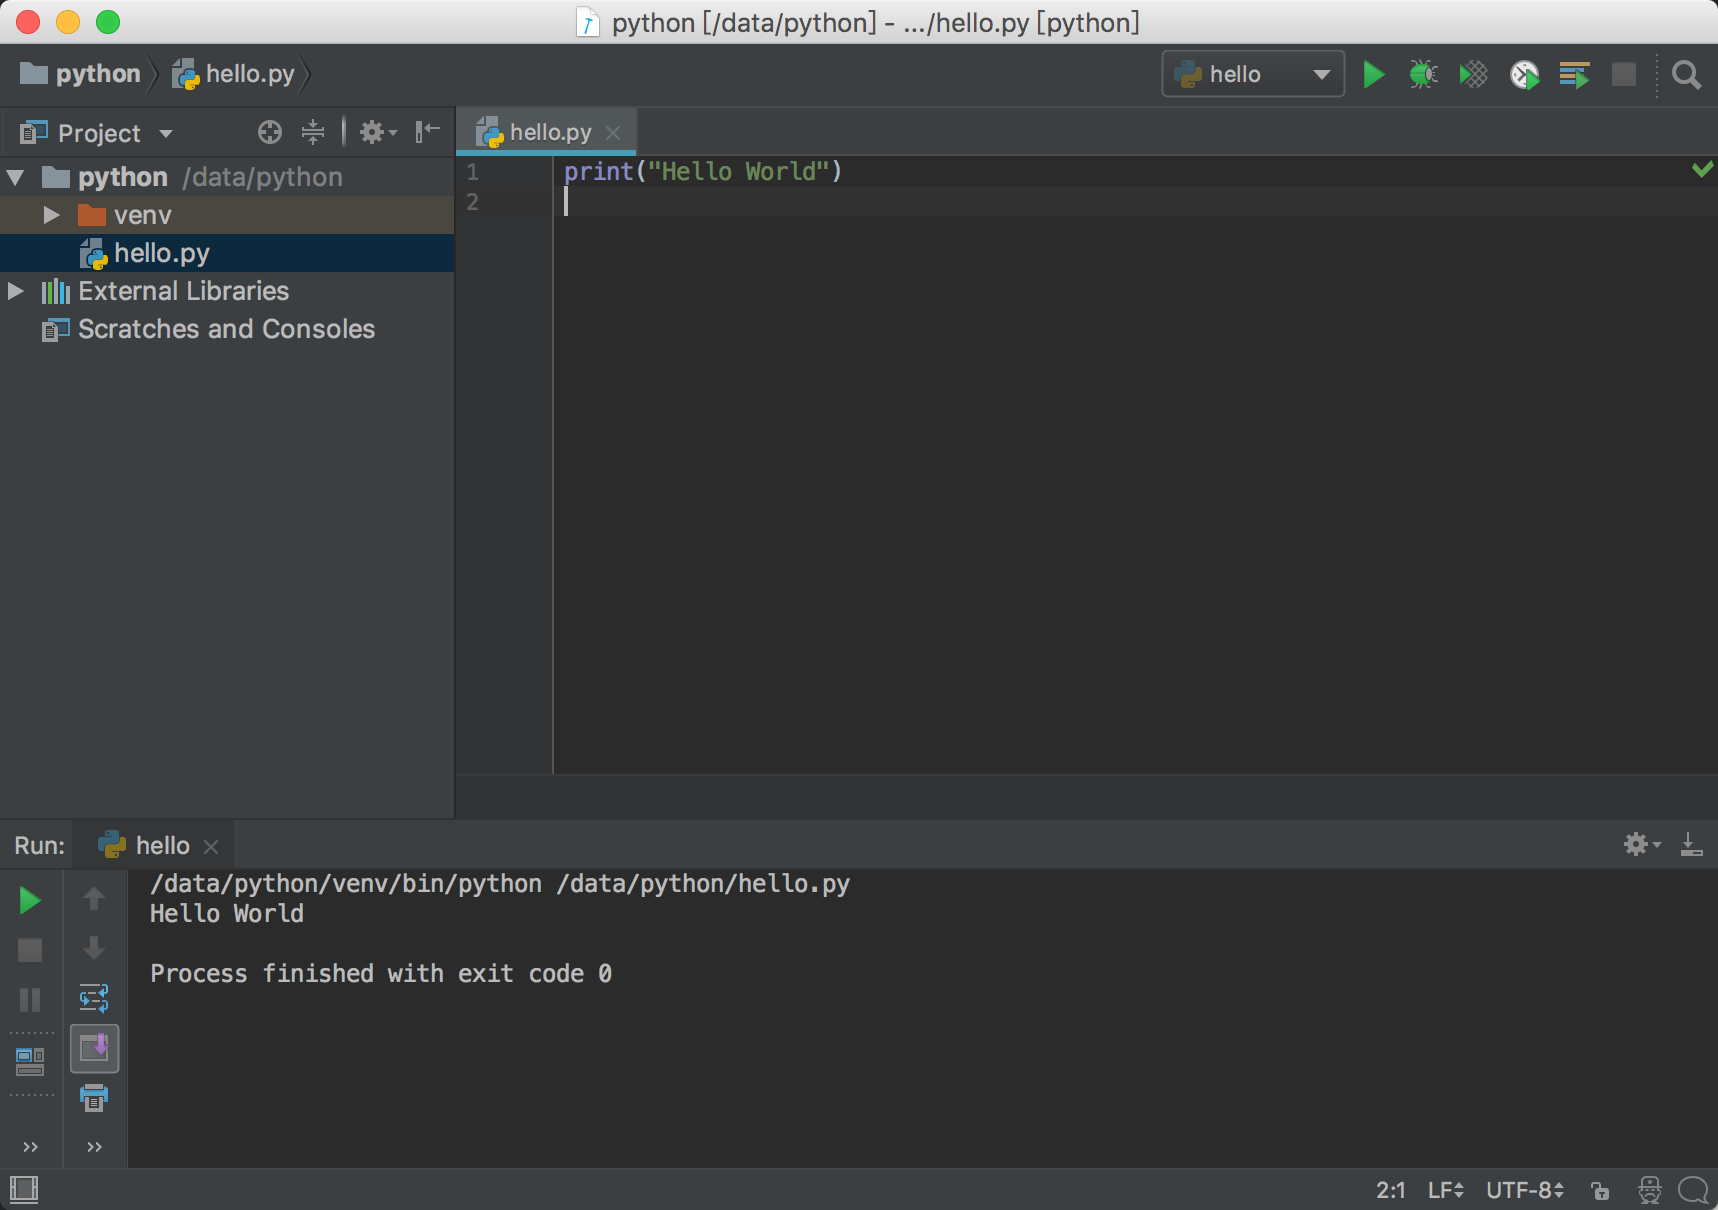 python [/data/python] - .../hello.py [python]
python hello.py
hello
Project
hello.py
python /data/python
venv
hello.py
External Libraries
Scratches and Consoles
1 print("Hello World")
2
Run: hello
/data/python/venv/bin/python /data/python/hello.py
Hello World
Process finished with exit code 0
2:1 LF UTF-8